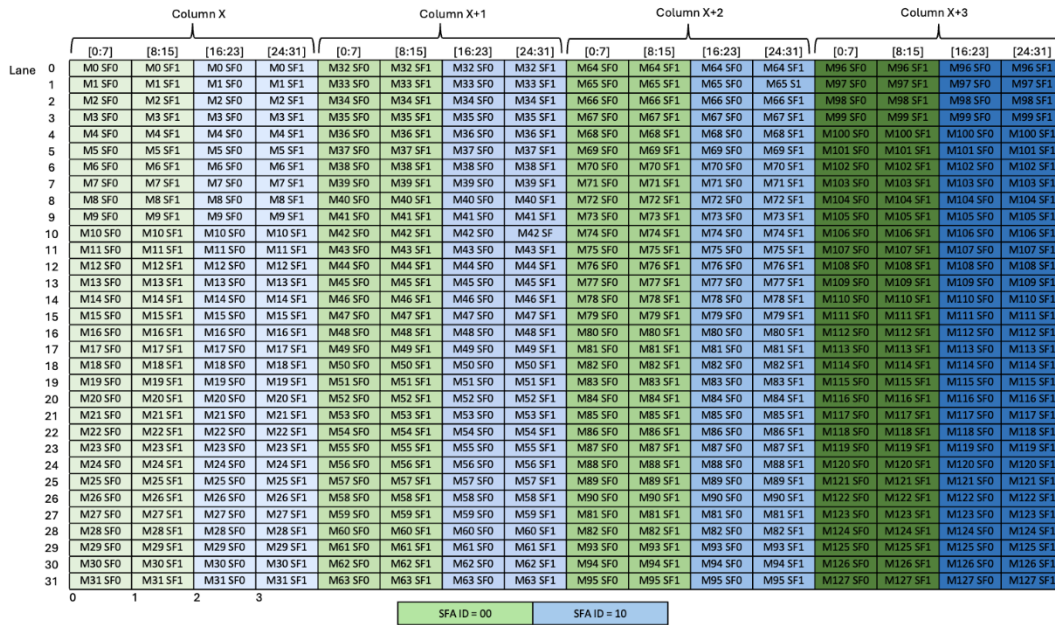 Column X Column X+1 Column X+2 Column X+3
[0:7] [8:15] [16:23] [24:31] [0:7] [8:15] [16:23] [24:31] [0:7] [8:15] [16:23] [24:31] [0:7] [8:15] [16:23] [24:31]
Lane 0 M0 SF0 M0 SF1 M0 SF0 M0 SF1 M32 SF0 M32 SF1 M32 SF0 M32 SF1 M64 SF0 M64 SF1 M64 SF0 M64 SF1 M96 SF0 M96 SF1 M96 SF0 M96 SF1
1 M1 SF0 M1 SF1 M1 SF0 M1 SF1 M33 SF0 M33 SF1 M33 SF0 M33 SF1 M65 SF0 M65 SF1 M65 SF0 M65 S1 M97 SF0 M97 SF1 M97 SF0 M97 SF1
2 M2 SF0 M2 SF1 M2 SF0 M2 SF1 M34 SF0 M34 SF1 M34 SF0 M34 SF1 M66 SF0 M66 SF1 M66 SF0 M66 SF1 M98 SF0 M98 SF1 M98 SF0 M98 SF1
3 M3 SF0 M3 SF1 M3 SF0 M3 SF1 M35 SF0 M35 SF1 M35 SF0 M35 SF1 M67 SF0 M67 SF1 M67 SF0 M67 SF1 M99 SF0 M99 SF1 M99 SF0 M99 SF1
4 M4 SF0 M4 SF1 M4 SF0 M4 SF1 M36 SF0 M36 SF1 M36 SF0 M36 SF1 M68 SF0 M68 SF1 M68 SF0 M68 SF1 M100 SF0 M100 SF1 M100 SF0 M100 SF1
5 M5 SF0 M5 SF1 M5 SF0 M5 SF1 M37 SF0 M37 SF1 M37 SF0 M37 SF1 M69 SF0 M69 SF1 M69 SF0 M69 SF1 M101 SF0 M101 SF1 M101 SF0 M101 SF1
6 M6 SF0 M6 SF1 M6 SF0 M6 SF1 M38 SF0 M38 SF1 M38 SF0 M38 SF1 M70 SF0 M70 SF1 M70 SF0 M70 SF1 M102 SF0 M102 SF1 M102 SF0 M102 SF1
7 M7 SF0 M7 SF1 M7 SF0 M7 SF1 M39 SF0 M39 SF1 M39 SF0 M39 SF1 M71 SF0 M71 SF1 M71 SF0 M71 SF1 M103 SF0 M103 SF1 M103 SF0 M103 SF1
8 M8 SF0 M8 SF1 M8 SF0 M8 SF1 M40 SF0 M40 SF1 M40 SF0 M40 SF1 M72 SF0 M72 SF1 M72 SF0 M72 SF1 M104 SF0 M104 SF1 M104 SF0 M104 SF1
9 M9 SF0 M9 SF1 M9 SF0 M9 SF1 M41 SF0 M41 SF1 M41 SF0 M41 SF1 M73 SF0 M73 SF1 M73 SF0 M73 SF1 M105 SF0 M105 SF1 M105 SF0 M105 SF1
10 M10 SF0 M10 SF1 M10 SF0 M10 SF1 M42 SF0 M42 SF1 M42 SF0 M42 SF M74 SF0 M74 SF1 M74 SF0 M74 SF1 M106 SF0 M106 SF1 M106 SF0 M106 SF1
11 M11 SF0 M11 SF1 M11 SF0 M11 SF1 M43 SF0 M43 SF1 M43 SF0 M43 SF1 M75 SF0 M75 SF1 M75 SF0 M75 SF1 M107 SF0 M107 SF1 M107 SF0 M107 SF1
12 M12 SF0 M12 SF1 M12 SF0 M12 SF1 M44 SF0 M44 SF1 M44 SF0 M44 SF1 M76 SF0 M76 SF1 M76 SF0 M76 SF1 M108 SF0 M108 SF1 M108 SF0 M108 SF1
13 M13 SF0 M13 SF1 M13 SF0 M13 SF1 M45 SF0 M45 SF1 M45 SF0 M45 SF1 M77 SF0 M77 SF1 M77 SF0 M77 SF1 M109 SF0 M109 SF1 M109 SF0 M109 SF1
14 M14 SF0 M14 SF1 M14 SF0 M14 SF1 M46 SF0 M46 SF1 M46 SF0 M46 SF1 M78 SF0 M78 SF1 M78 SF0 M78 SF1 M110 SF0 M110 SF1 M110 SF0 M110 SF1
15 M15 SF0 M15 SF1 M15 SF0 M15 SF1 M47 SF0 M47 SF1 M47 SF0 M47 SF1 M79 SF0 M79 SF1 M79 SF0 M79 SF1 M111 SF0 M111 SF1 M111 SF0 M111 SF1
16 M16 SF0 M16 SF1 M16 SF0 M16 SF1 M48 SF0 M48 SF1 M48 SF0 M48 SF1 M80 SF0 M80 SF1 M80 SF0 M80 SF1 M112 SF0 M112 SF1 M112 SF0 M112 SF1
17 M17 SF0 M17 SF1 M17 SF0 M17 SF1 M49 SF0 M49 SF1 M49 SF0 M49 SF1 M81 SF0 M81 SF1 M81 SF0 M81 SF1 M113 SF0 M113 SF1 M113 SF0 M113 SF1
18 M18 SF0 M18 SF1 M18 SF0 M18 SF1 M50 SF0 M50 SF1 M50 SF0 M50 SF1 M82 SF0 M82 SF1 M82 SF0 M82 SF1 M114 SF0 M114 SF1 M114 SF0 M114 SF1
19 M19 SF0 M19 SF1 M19 SF0 M19 SF1 M51 SF0 M51 SF1 M51 SF0 M51 SF1 M83 SF0 M83 SF1 M83 SF0 M83 SF1 M115 SF0 M115 SF1 M115 SF0 M115 SF1
20 M20 SF0 M20 SF1 M20 SF0 M20 SF1 M52 SF0 M52 SF1 M52 SF0 M52 SF1 M84 SF0 M84 SF1 M84 SF0 M84 SF1 M116 SF0 M116 SF1 M116 SF0 M116 SF1
21 M21 SF0 M21 SF1 M21 SF0 M21 SF1 M53 SF0 M53 SF1 M53 SF0 M53 SF1 M85 SF0 M85 SF1 M85 SF0 M85 SF1 M117 SF0 M117 SF1 M117 SF0 M117 SF1
22 M22 SF0 M22 SF1 M22 SF0 M22 SF1 M54 SF0 M54 SF1 M54 SF0 M54 SF1 M86 SF0 M86 SF1 M86 SF0 M86 SF1 M118 SF0 M118 SF1 M118 SF0 M118 SF1
23 M23 SF0 M23 SF1 M23 SF0 M23 SF1 M55 SF0 M55 SF1 M55 SF0 M55 SF1 M87 SF0 M87 SF1 M87 SF0 M87 SF1 M119 SF0 M119 SF1 M119 SF0 M119 SF1
24 M24 SF0 M24 SF1 M24 SF0 M24 SF1 M56 SF0 M56 SF1 M56 SF0 M56 SF1 M88 SF0 M88 SF1 M88 SF0 M88 SF1 M120 SF0 M120 SF1 M120 SF0 M120 SF1
25 M25 SF0 M25 SF1 M25 SF0 M25 SF1 M57 SF0 M57 SF1 M57 SF0 M57 SF1 M89 SF0 M89 SF1 M89 SF0 M89 SF1 M121 SF0 M121 SF1 M121 SF0 M121 SF1
26 M26 SF0 M26 SF1 M26 SF0 M26 SF1 M58 SF0 M58 SF1 M58 SF0 M58 SF1 M90 SF0 M90 SF1 M90 SF0 M90 SF1 M122 SF0 M122 SF1 M122 SF0 M122 SF1
27 M27 SF0 M27 SF1 M27 SF0 M27 SF1 M59 SF0 M59 SF1 M59 SF0 M59 SF1 M81 SF0 M81 SF1 M81 SF0 M81 SF1 M123 SF0 M123 SF1 M123 SF0 M123 SF1
28 M28 SF0 M28 SF1 M28 SF0 M28 SF1 M60 SF0 M60 SF1 M60 SF0 M60 SF1 M82 SF0 M82 SF1 M82 SF0 M82 SF1 M124 SF0 M124 SF1 M124 SF0 M124 SF1
29 M29 SF0 M29 SF1 M29 SF0 M29 SF1 M61 SF0 M61 SF1 M61 SF0 M61 SF1 M93 SF0 M93 SF1 M93 SF0 M93 SF1 M125 SF0 M125 SF1 M125 SF0 M125 SF1
30 M30 SF0 M30 SF1 M30 SF0 M30 SF1 M62 SF0 M62 SF1 M62 SF0 M62 SF1 M94 SF0 M94 SF1 M94 SF0 M94 SF1 M126 SF0 M126 SF1 M126 SF0 M126 SF1
31 M31 SF0 M31 SF1 M31 SF0 M31 SF1 M63 SF0 M63 SF1 M63 SF0 M63 SF1 M95 SF0 M95 SF1 M95 SF0 M95 SF1 M127 SF0 M127 SF1 M127 SF0 M127 SF1
0 1 2 3
SFA ID = 00 SFA ID = 10